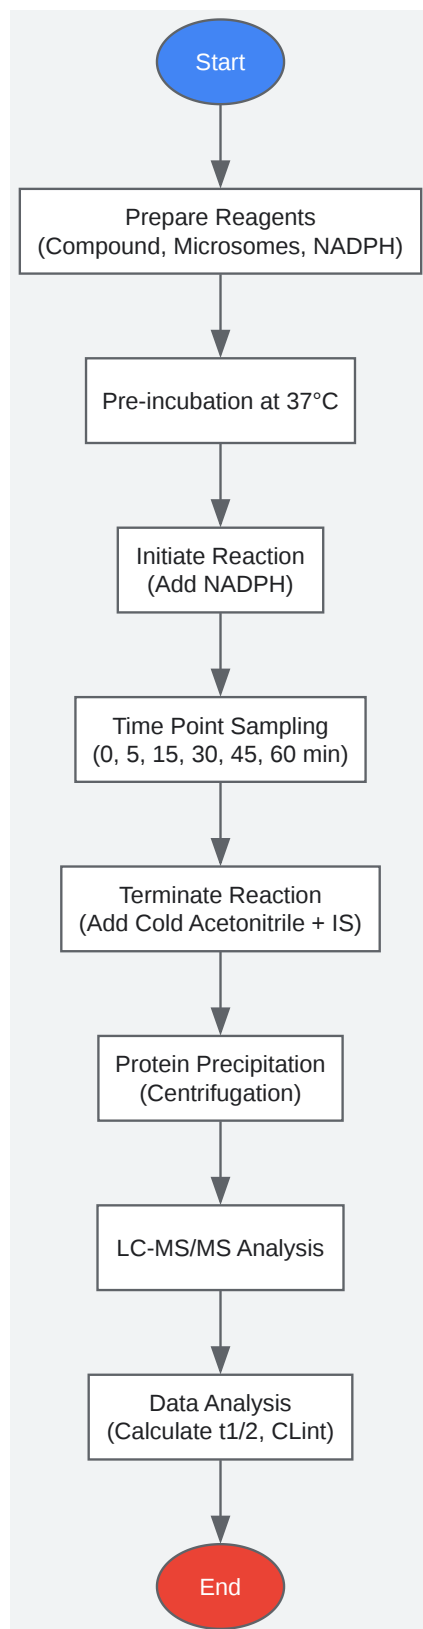 Start
Prepare Reagents
(Compound, Microsomes, NADPH)
Pre-incubation at 37°C
Initiate Reaction
(Add NADPH)
Time Point Sampling
(0, 5, 15, 30, 45, 60 min)
Terminate Reaction
(Add Cold Acetonitrile + IS)
Protein Precipitation
(Centrifugation)
LC-MS/MS Analysis
Data Analysis
(Calculate t1/2, CLint)
End